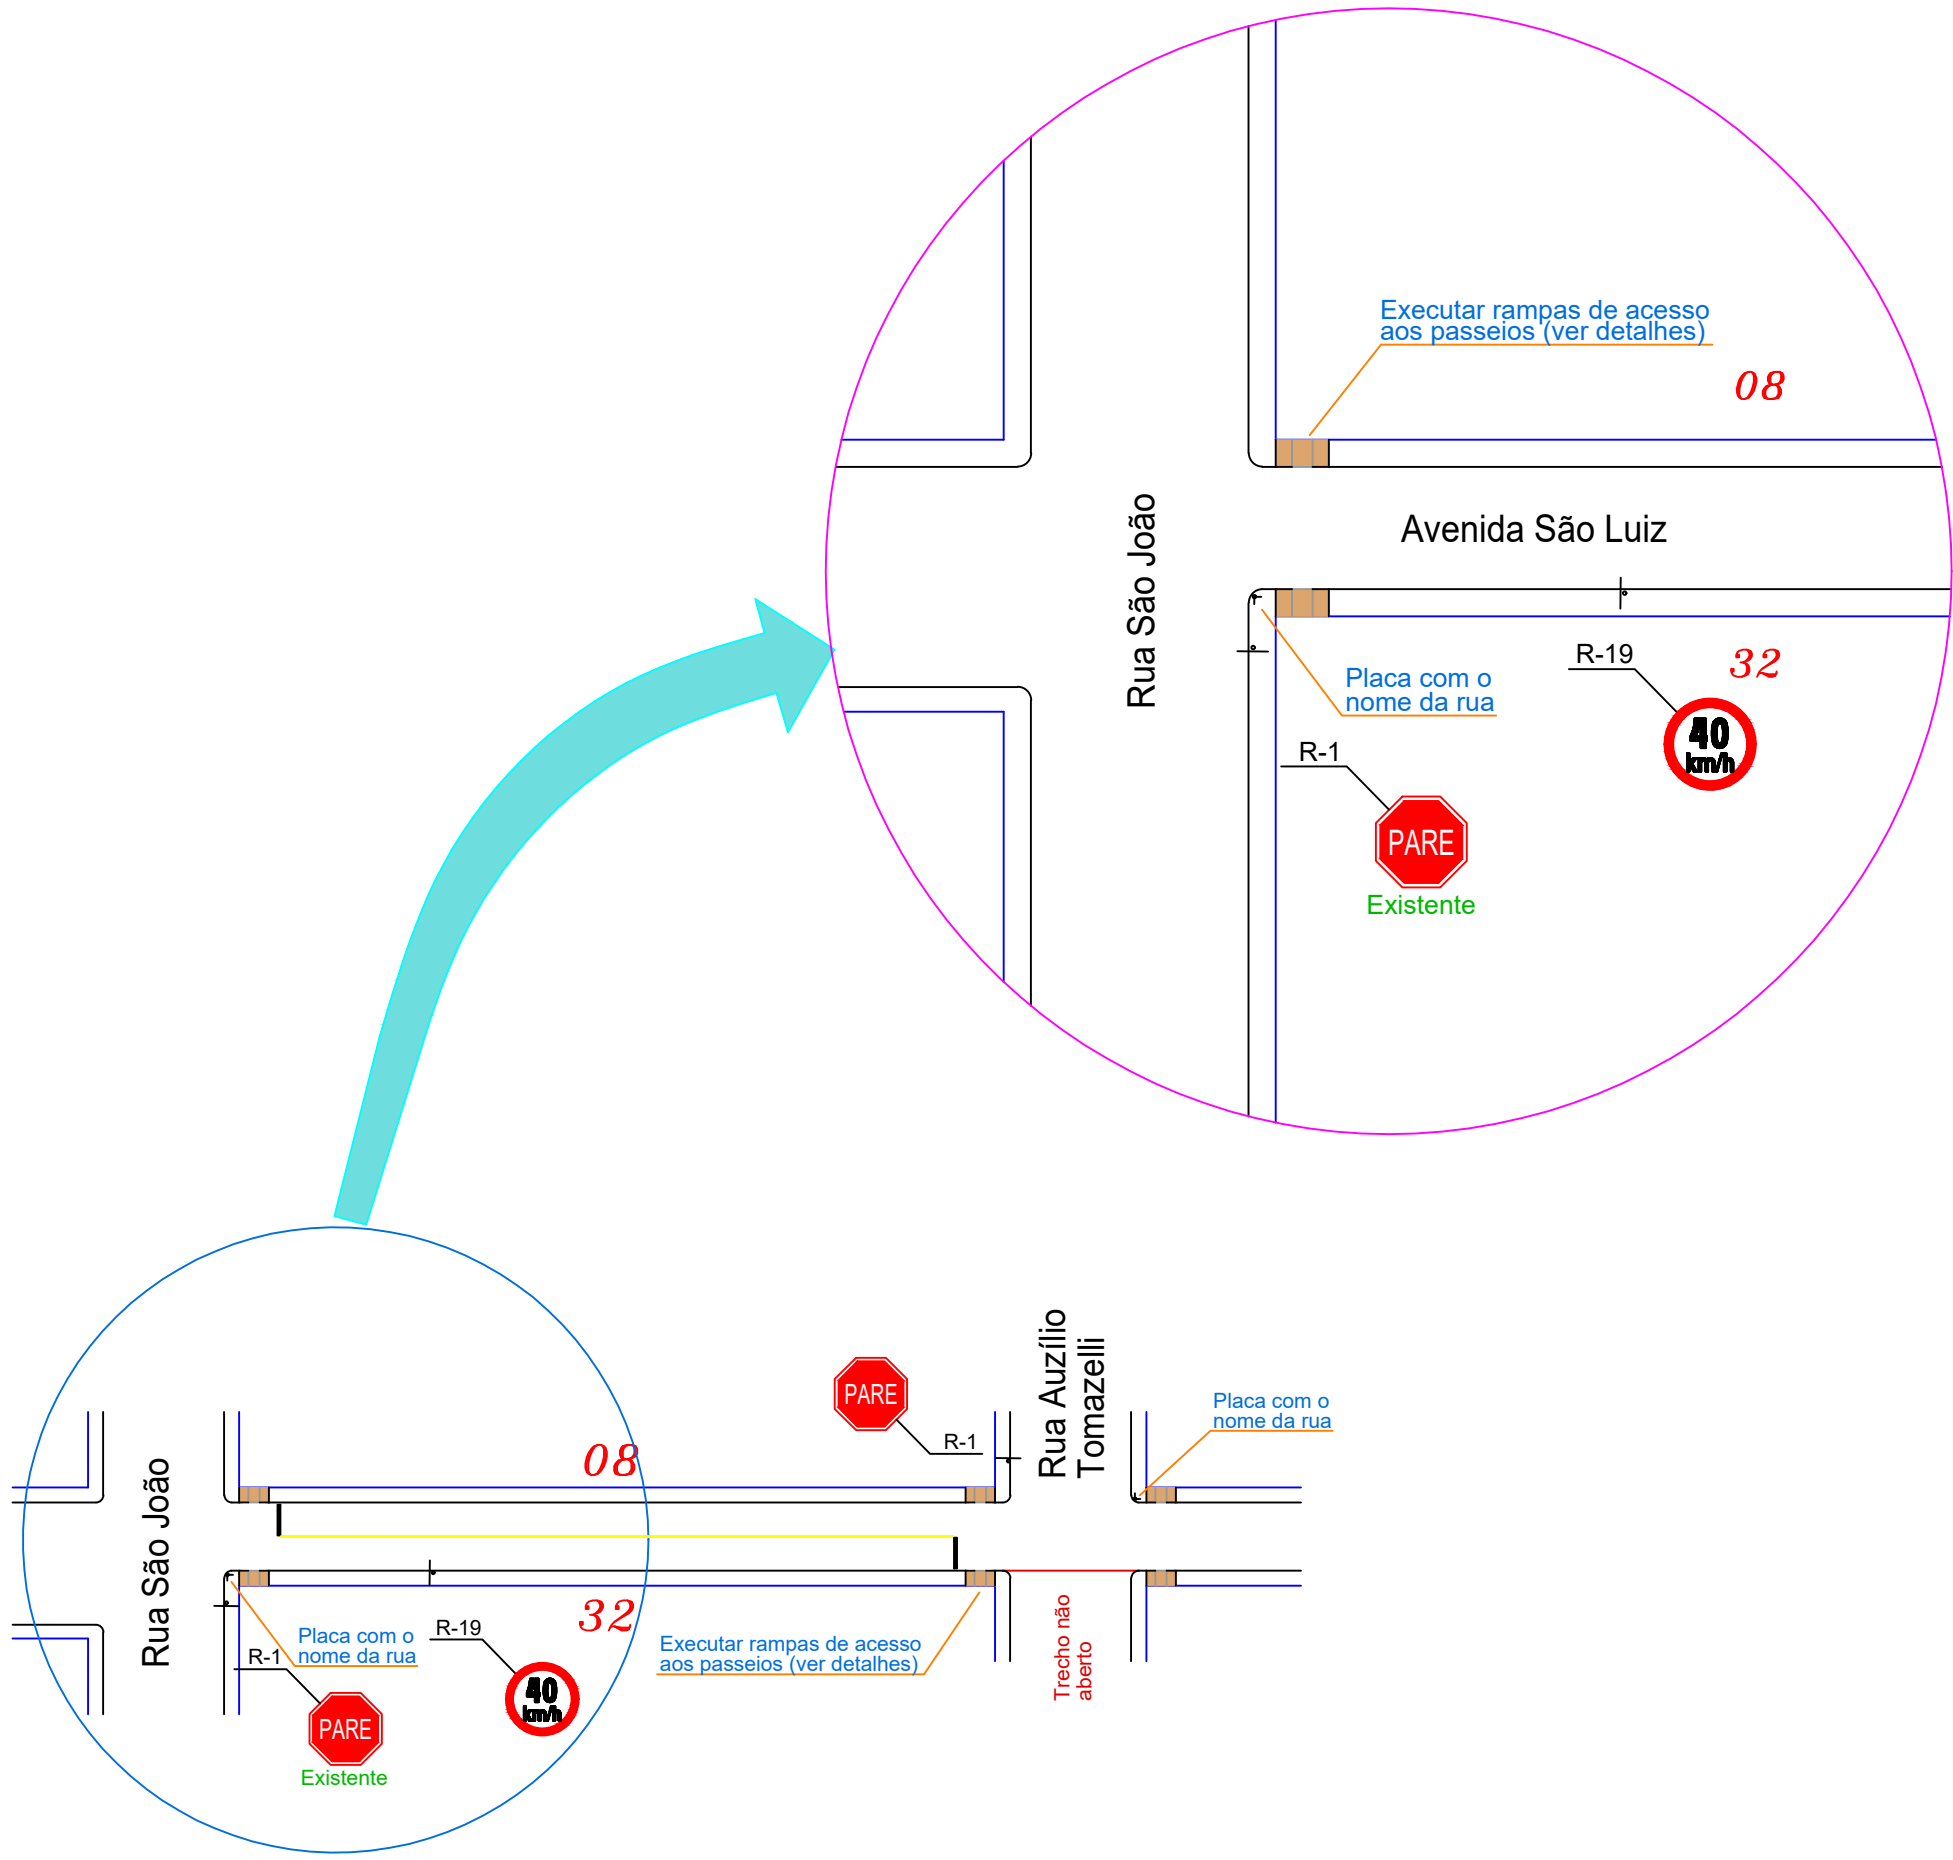 Executar rampas de acesso
aos passeios (ver detalhes)
08
Rua São João
Avenida São Luiz
R-19
32
Placa com o
nome da rua
40
km/h
R-1
PARE
Existente
Rua Auzílio
Tomazelli
PARE
R-1
Placa com o
nome da rua
08
Rua São João
32
Placa com o
nome da rua
R-19
R-1
Executar rampas de acesso
aos passeios (ver detalhes)
Trecho não
aberto
40
km/h
PARE
Existente